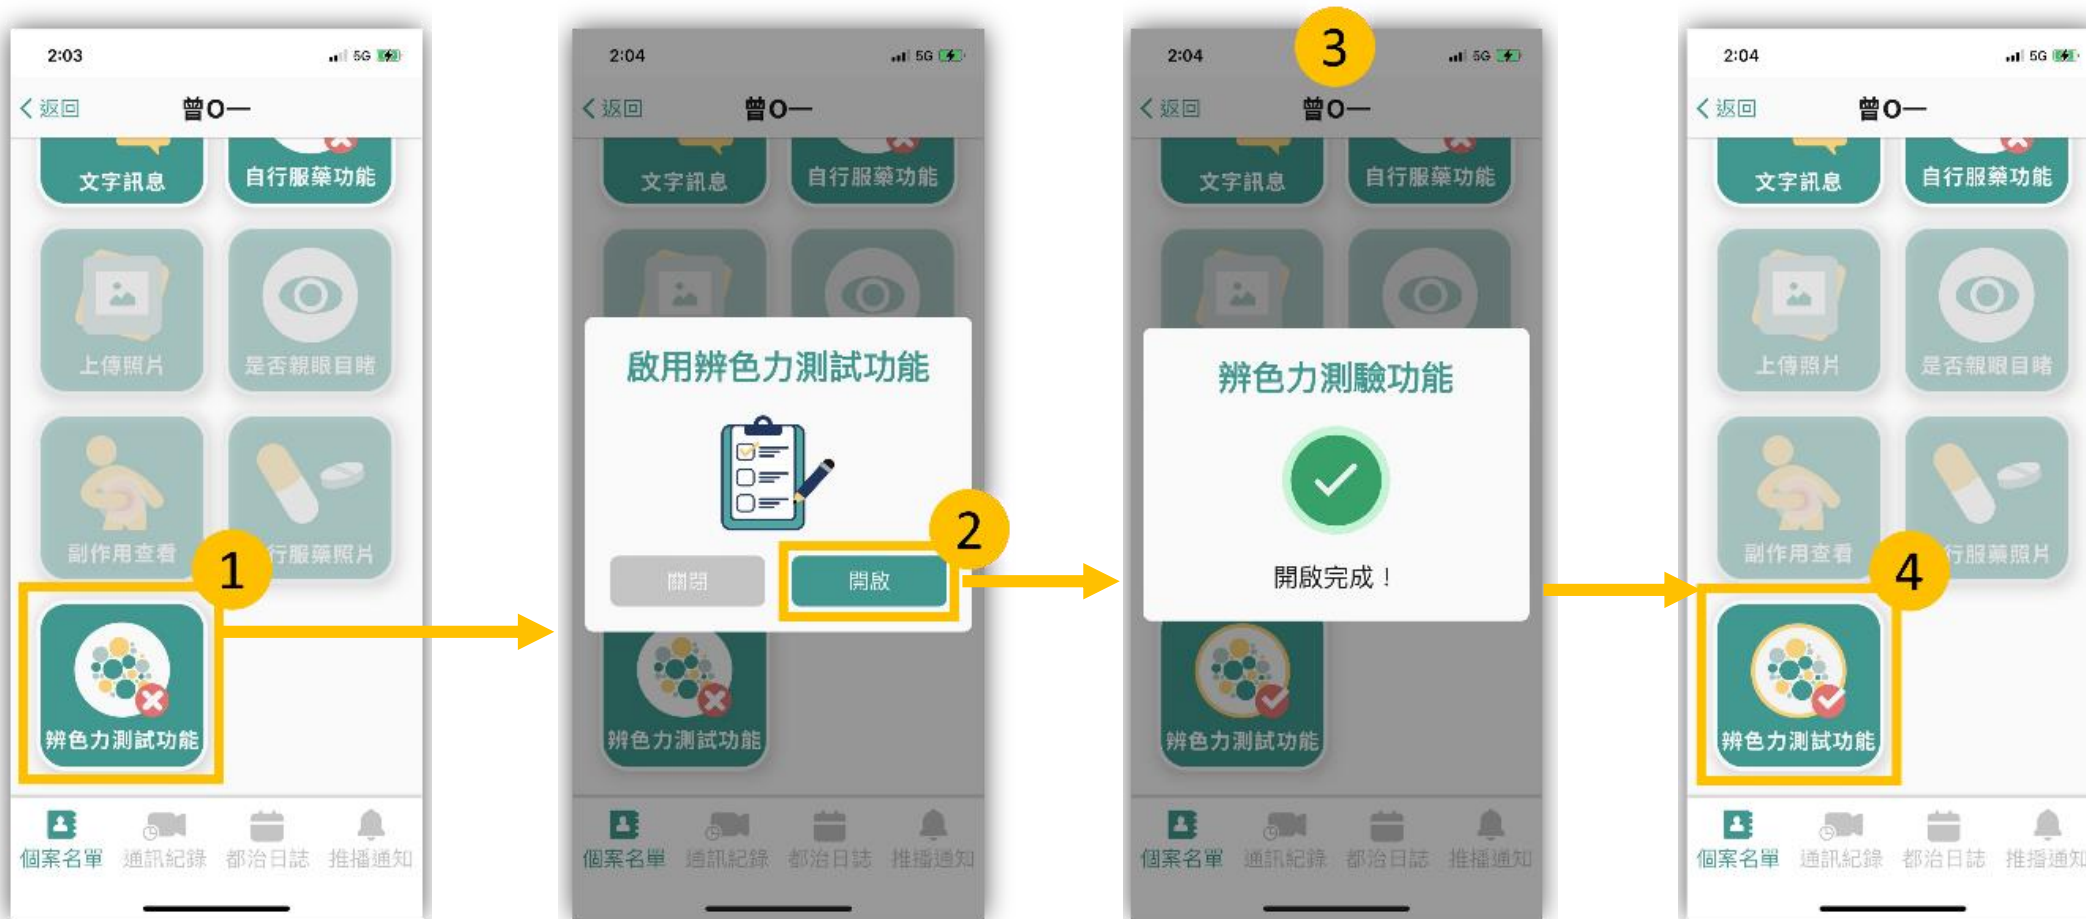 2:03
5G
返回
曾O一
文字訊息
自行服藥功能
上傳照片
是否親眼目睹
副作用查看
行服藥照片
1
辨色力測試功能
個案名單
通訊紀錄
都治日誌
推播通知
2:04
5G
返回
曾O一
文字訊息
自行服藥功能
啟用辨色力測試功能
關閉
開啟
2
辨色力測試功能
個案名單
通訊紀錄
都治日誌
推播通知
3
2:04
5G
返回
曾O一
文字訊息
自行服藥功能
辨色力測驗功能
開啟完成！
辨色力測試功能
個案名單
通訊紀錄
都治日誌
推播通知
2:04
5G
返回
曾O一
文字訊息
自行服藥功能
上傳照片
是否親眼目睹
副作用查看
行服藥照片
4
辨色力測試功能
個案名單
通訊紀錄
都治日誌
推播通知